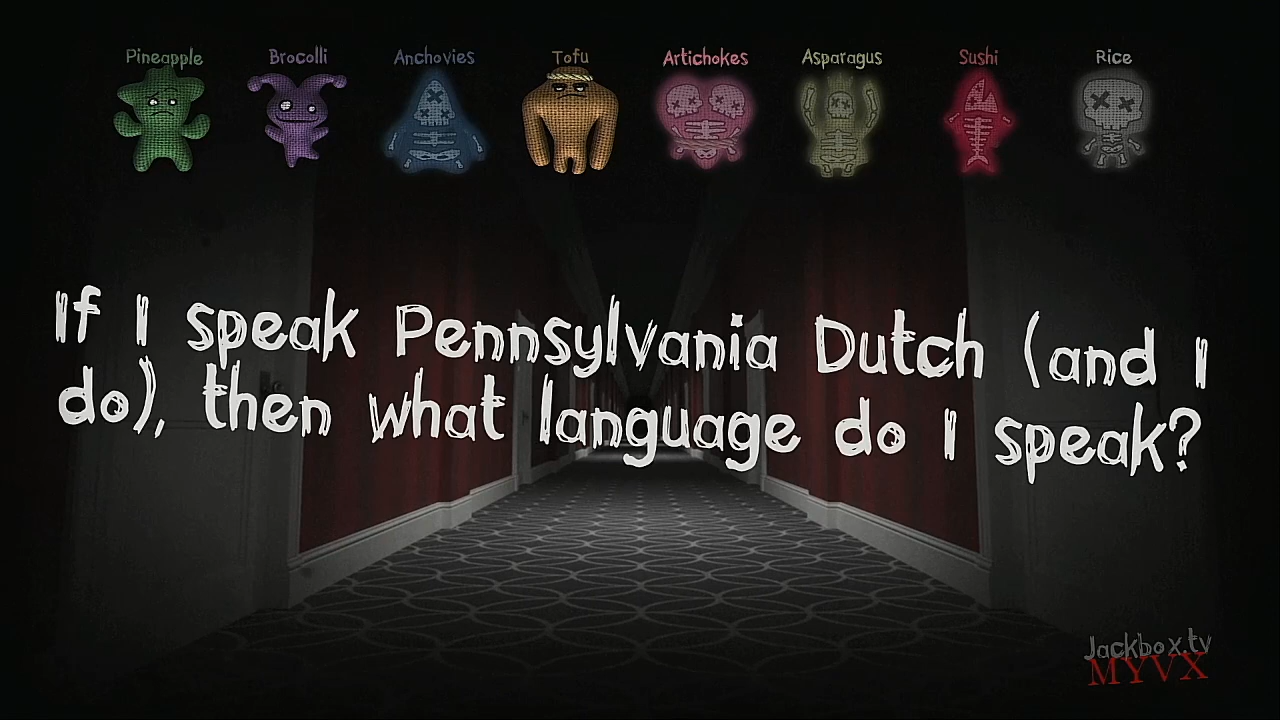 Pineapple Brocolli Anchovies Tofu Artichokes Asparagus Sushi Rice
If I speak Pennsylvania Dutch (and I
do), then what language do I speak?
Jackbox.tv
MYVX